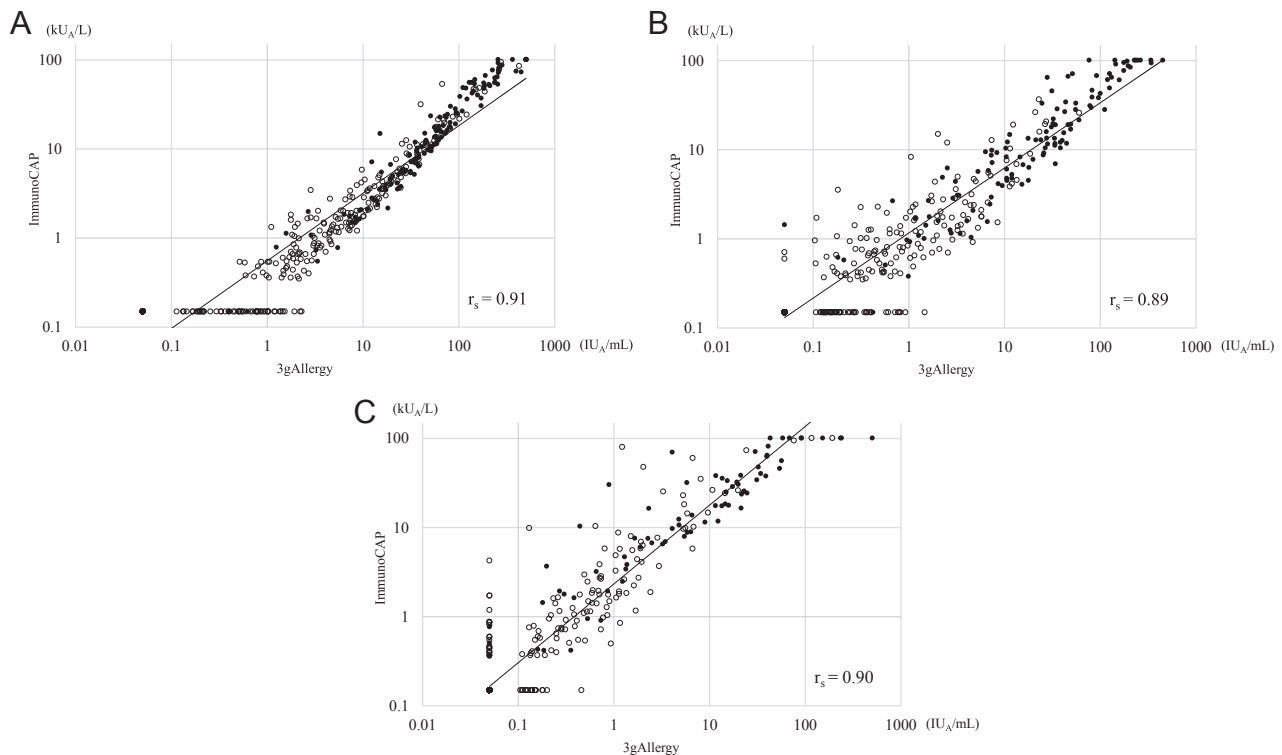 A (kU_A/L)
100
10
ImmunoCAP
1
0.1
r_s = 0.91
0.01 0.1 1 10 100 1000 (IU_A/mL)
3gAllergy
B (kU_A/L)
100
10
ImmunoCAP
1
0.1
r_s = 0.89
0.01 0.1 1 10 100 1000 (IU_A/mL)
3gAllergy
C (kU_A/L)
100
10
ImmunoCAP
1
0.1
r_s = 0.90
0.01 0.1 1 10 100 1000 (IU_A/mL)
3gAllergy